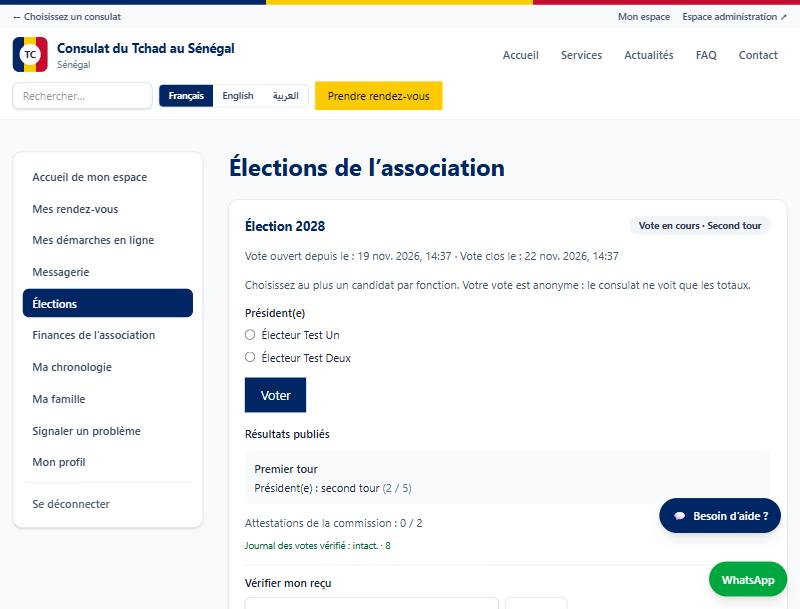 ← Choisissez un consulat
Mon espace
Espace administration ↗
TC
Consulat du Tchad au Sénégal
Sénégal
Accueil
Services
Actualités
FAQ
Contact
Rechercher...
Français
English
العربية
Prendre rendez-vous
Accueil de mon espace
Mes rendez-vous
Mes démarches en ligne
Messagerie
Élections
Finances de l'association
Ma chronologie
Ma famille
Signaler un problème
Mon profil
Se déconnecter
Élections de l'association
Élection 2028
Vote en cours · Second tour
Vote ouvert depuis le : 19 nov. 2026, 14:37 · Vote clos le : 22 nov. 2026, 14:37
Choisissez au plus un candidat par fonction. Votre vote est anonyme : le consulat ne voit que les totaux.
Président(e)
Électeur Test Un
Électeur Test Deux
Voter
Résultats publiés
Premier tour
Président(e) : second tour (2 / 5)
Attestations de la commission : 0 / 2
Journal des votes vérifié : intact. · 8
Vérifier mon reçu
Besoin d'aide ?
WhatsApp